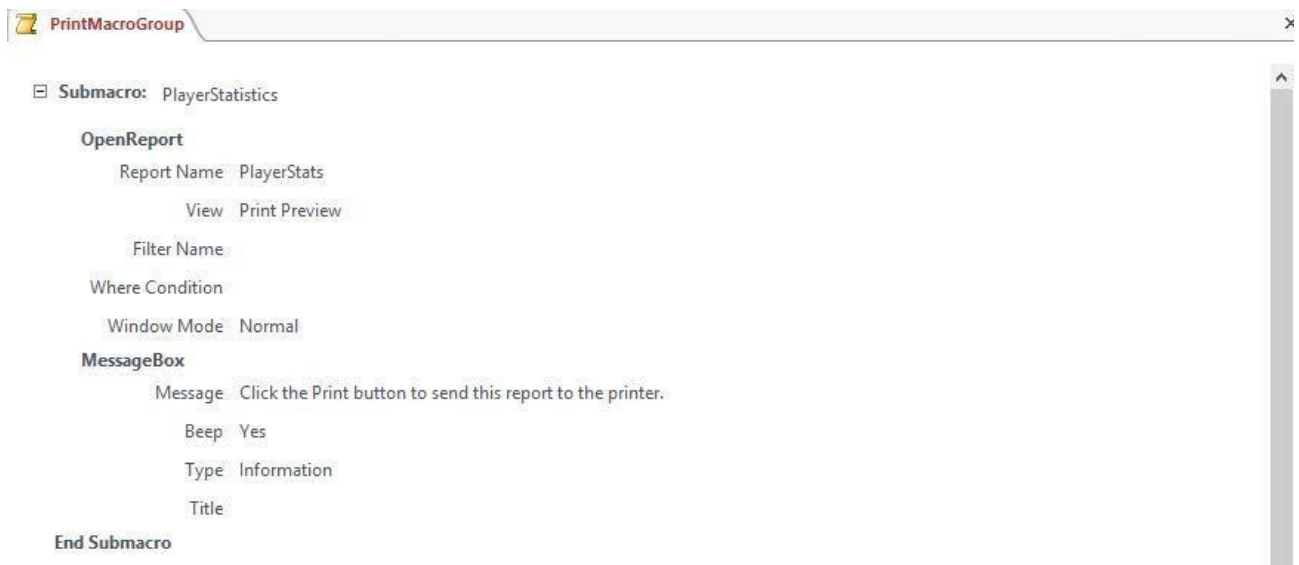 PrintMacroGroup
Submacro: PlayerStatistics
OpenReport
Report Name PlayerStats
View Print Preview
Filter Name
Where Condition
Window Mode Normal
MessageBox
Message Click the Print button to send this report to the printer.
Beep Yes
Type Information
Title
End Submacro